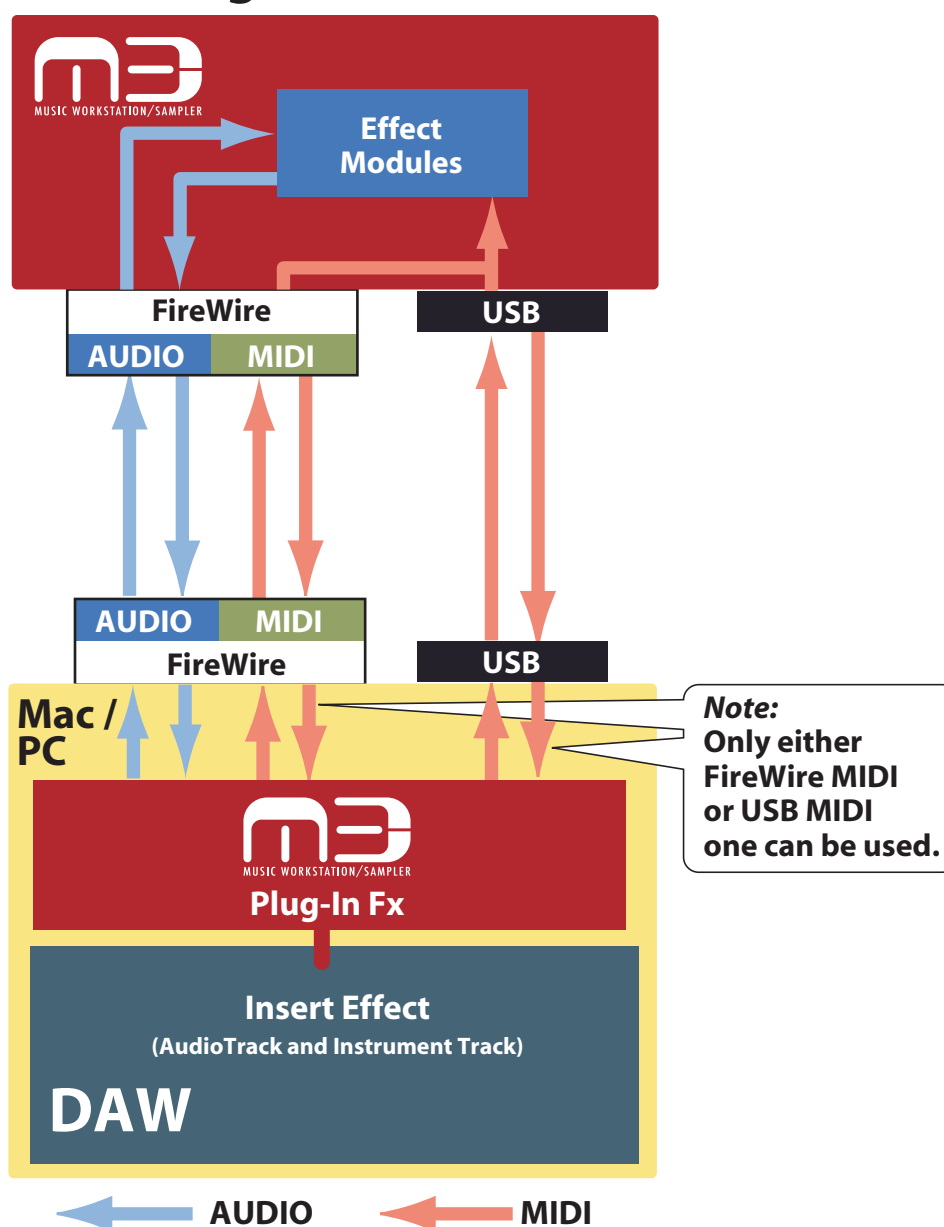 M3
MUSIC WORKSTATION/SAMPLER
Effect
Modules
FireWire
AUDIO MIDI
USB
AUDIO MIDI
FireWire
USB
Mac /
PC
Note:
Only either
FireWire MIDI
or USB MIDI
one can be used.
M3
MUSIC WORKSTATION/SAMPLER
Plug-In Fx
Insert Effect
(AudioTrack and Instrument Track)
DAW
AUDIO MIDI